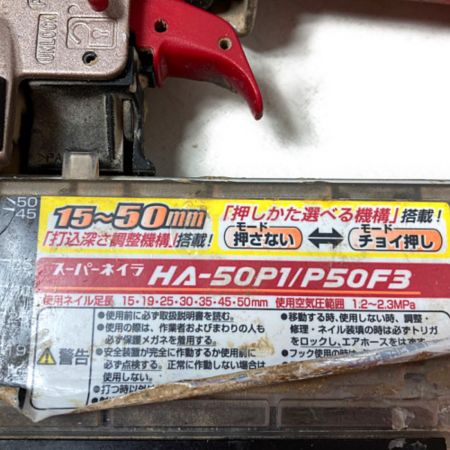 UNLOCK
50
45
15~50mm
「押しかた選べる機構」搭載!
「打込深さ調整機構」搭載!
モード
押さない
モード
チョイ押し
スーパーネイラ HA-50P1/P50F3
使用ネイル足長 15・19・25・30・35・45・50mm 使用空気圧範囲 1.2~2.3MPa
警告
●使用前に必ず取扱説明書を読む。
●使用の際は、作業者およびまわりの人も
必ず保護メガネを着用する。
●安全装置が完全に作動するか使用前に
必ず点検する。正常に作動しない場合は
使用しない。
●打つ時以外に
●移動する時、使用しない時、調整・
修理・ネイル装填の時は必ずトリガ
をロックし、エアホースをはず
●フック使用の時は